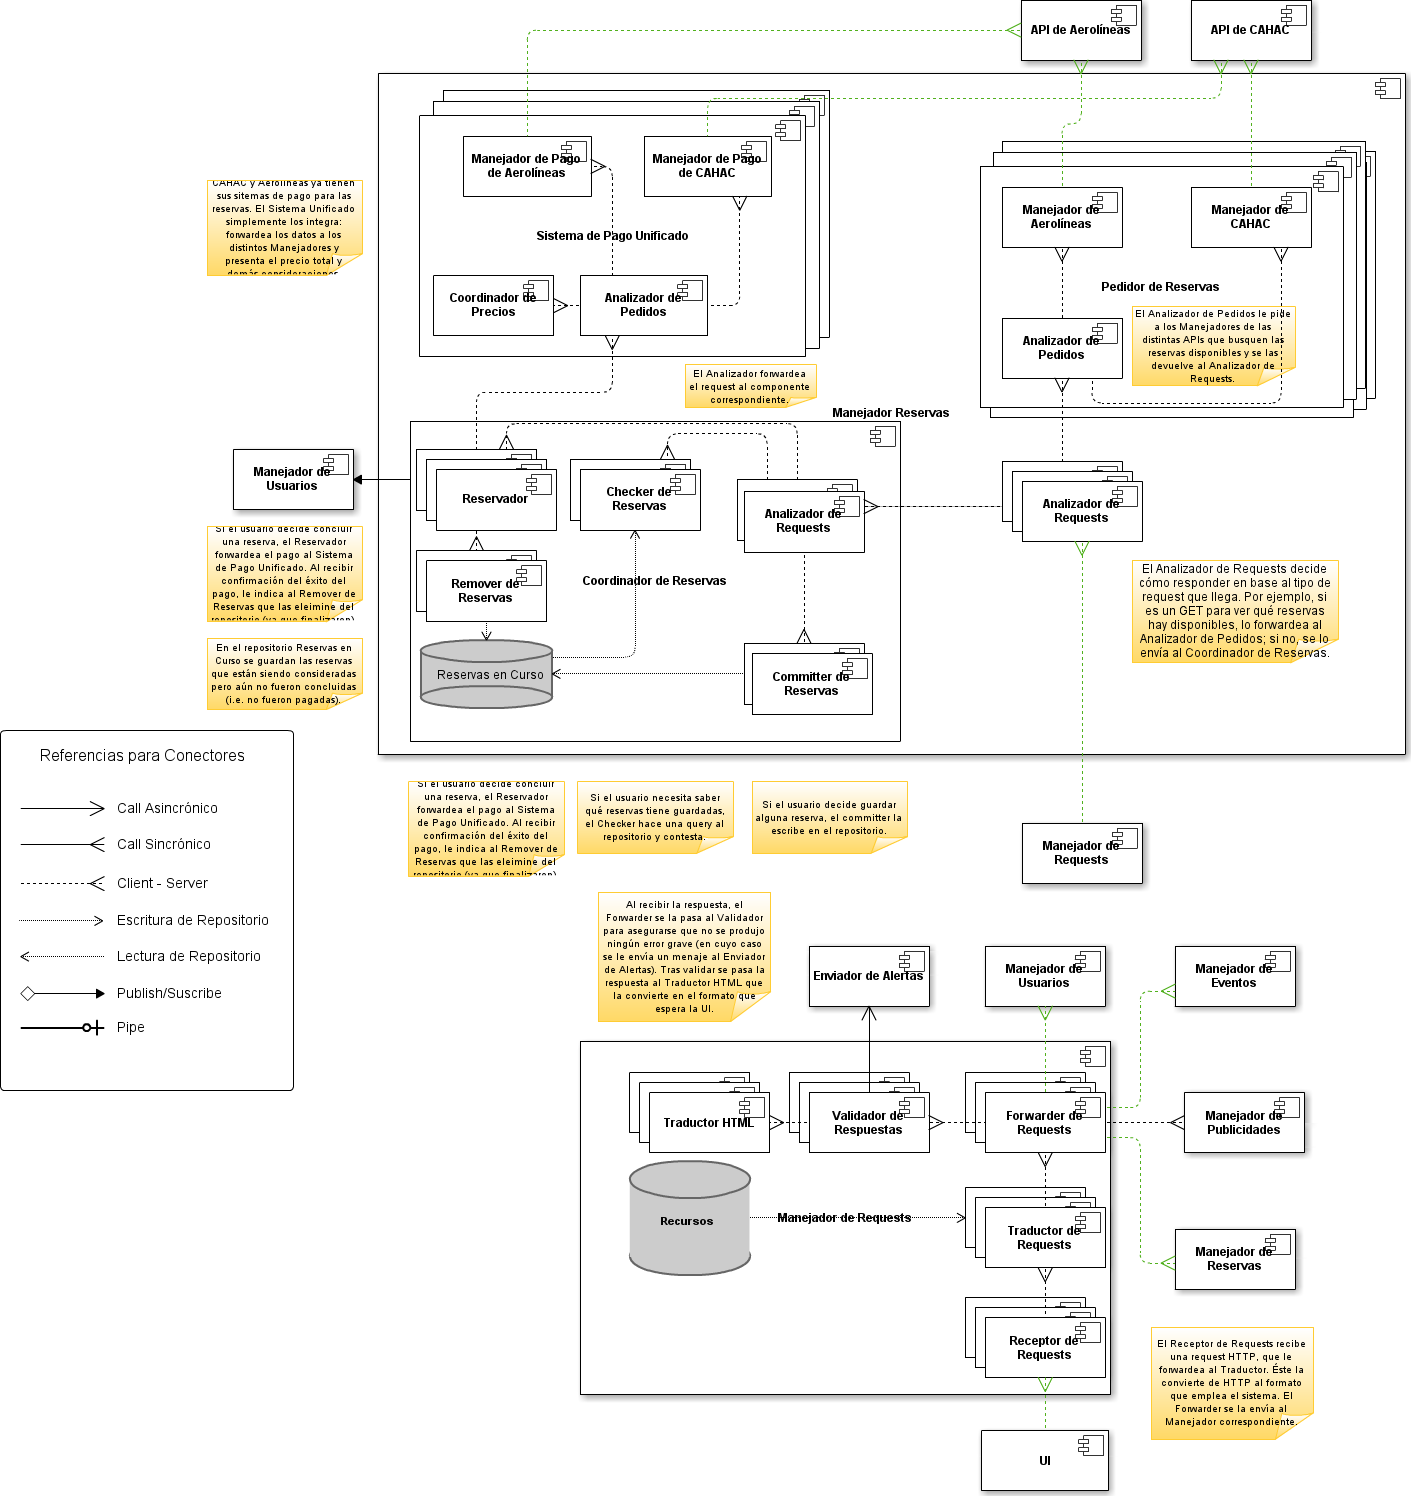 API de Aerolíneas
API de CAHAC
Manejador de Pago
de Aerolíneas
Manejador de Pago
de CAHAC
Sistema de Pago Unificado
Coordinador de
Precios
Analizador de
Pedidos
CAHAC y Aerolíneas ya tienen
sus sitemas de pago para las
reservas. El Sistema Unificado
simplemente los integra:
forwardea los datos a los
distintos Manejadores y
presenta el precio total y
demás consideraciones
Manejador de
Aerolíneas
Manejador de
CAHAC
Pedidor de Reservas
Analizador de
Pedidos
El Analizador de Pedidos le pide
a los Manejadores de las
distintas APIs que busquen las
reservas disponibles y se las
devuelve al Analizador de
Requests.
El Analizador forwardea
el request al componente
correspondiente.
Manejador Reservas
Manejador de
Usuarios
Reservador
Checker de
Reservas
Analizador de
Requests
Analizador de
Requests
Remover de
Reservas
Coordinador de Reservas
Reservas en Curso
Committer de
Reservas
Si el usuario decide concluir
una reserva, el Reservador
forwardea el pago al Sistema
de Pago Unificado. Al recibir
confirmación del éxito del
pago, le indica al Remover de
Reservas que las eleimine del
repositorio (ya que finalizaron)
En el repositorio Reservas en
Curso se guardan las reservas
que están siendo consideradas
pero aún no fueron concluidas
(i.e. no fueron pagadas).
El Analizador de Requests decide
cómo responder en base al tipo de
request que llega. Por ejemplo, si
es un GET para ver qué reservas
hay disponibles, lo forwardea al
Analizador de Pedidos; si no, se lo
envía al Coordinador de Reservas.
Referencias para Conectores
Call Asincrónico
Call Sincrónico
Client - Server
Escritura de Repositorio
Lectura de Repositorio
Publish/Suscribe
Pipe
Si el usuario decide concluir
una reserva, el Reservador
forwardea el pago al Sistema
de Pago Unificado. Al recibir
confirmación del éxito del
pago, le indica al Remover de
Reservas que las eleimine del
repositorio (ya que finalizaron)
Si el usuario necesita saber
qué reservas tiene guardadas,
el Checker hace una query al
repositorio y contesta.
Si el usuario decide guardar
alguna reserva, el committer la
escribe en el repositorio.
Manejador de
Requests
Al recibir la respuesta, el
Forwarder se la pasa al Validador
para asegurarse que no se produjo
ningún error grave (en cuyo caso
se le envía un menaje al Enviador
de Alertas). Tras validar se pasa la
respuesta al Traductor HTML que
la convierte en el formato que
espera la UI.
Enviador de Alertas
Manejador de
Usuarios
Manejador de
Eventos
Traductor HTML
Validador de
Respuestas
Forwarder de
Requests
Manejador de
Publicidades
Recursos
Manejador de Requests
Traductor de
Requests
Manejador de
Reservas
Receptor de
Requests
El Receptor de Requests recibe
una request HTTP, que le
forwardea al Traductor. Éste la
convierte de HTTP al formato
que emplea el sistema. El
Forwarder se la envía al
Manejador correspondiente.
UI